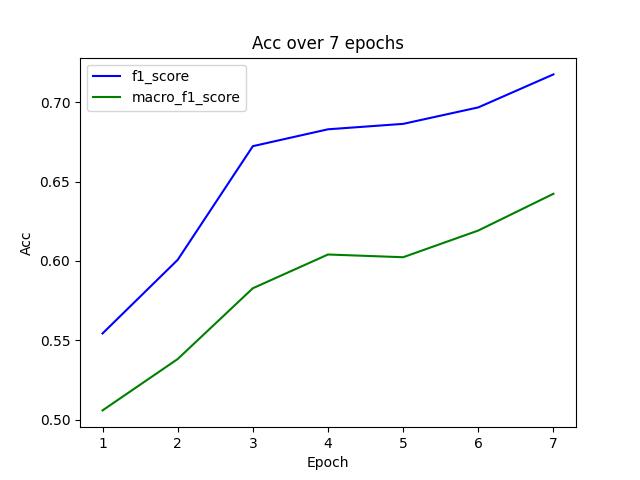 Acc over 7 epochs
f1_score
macro_f1_score
0.70
0.65
0.60
0.55
0.50
Acc
1 2 3 4 5 6 7
Epoch